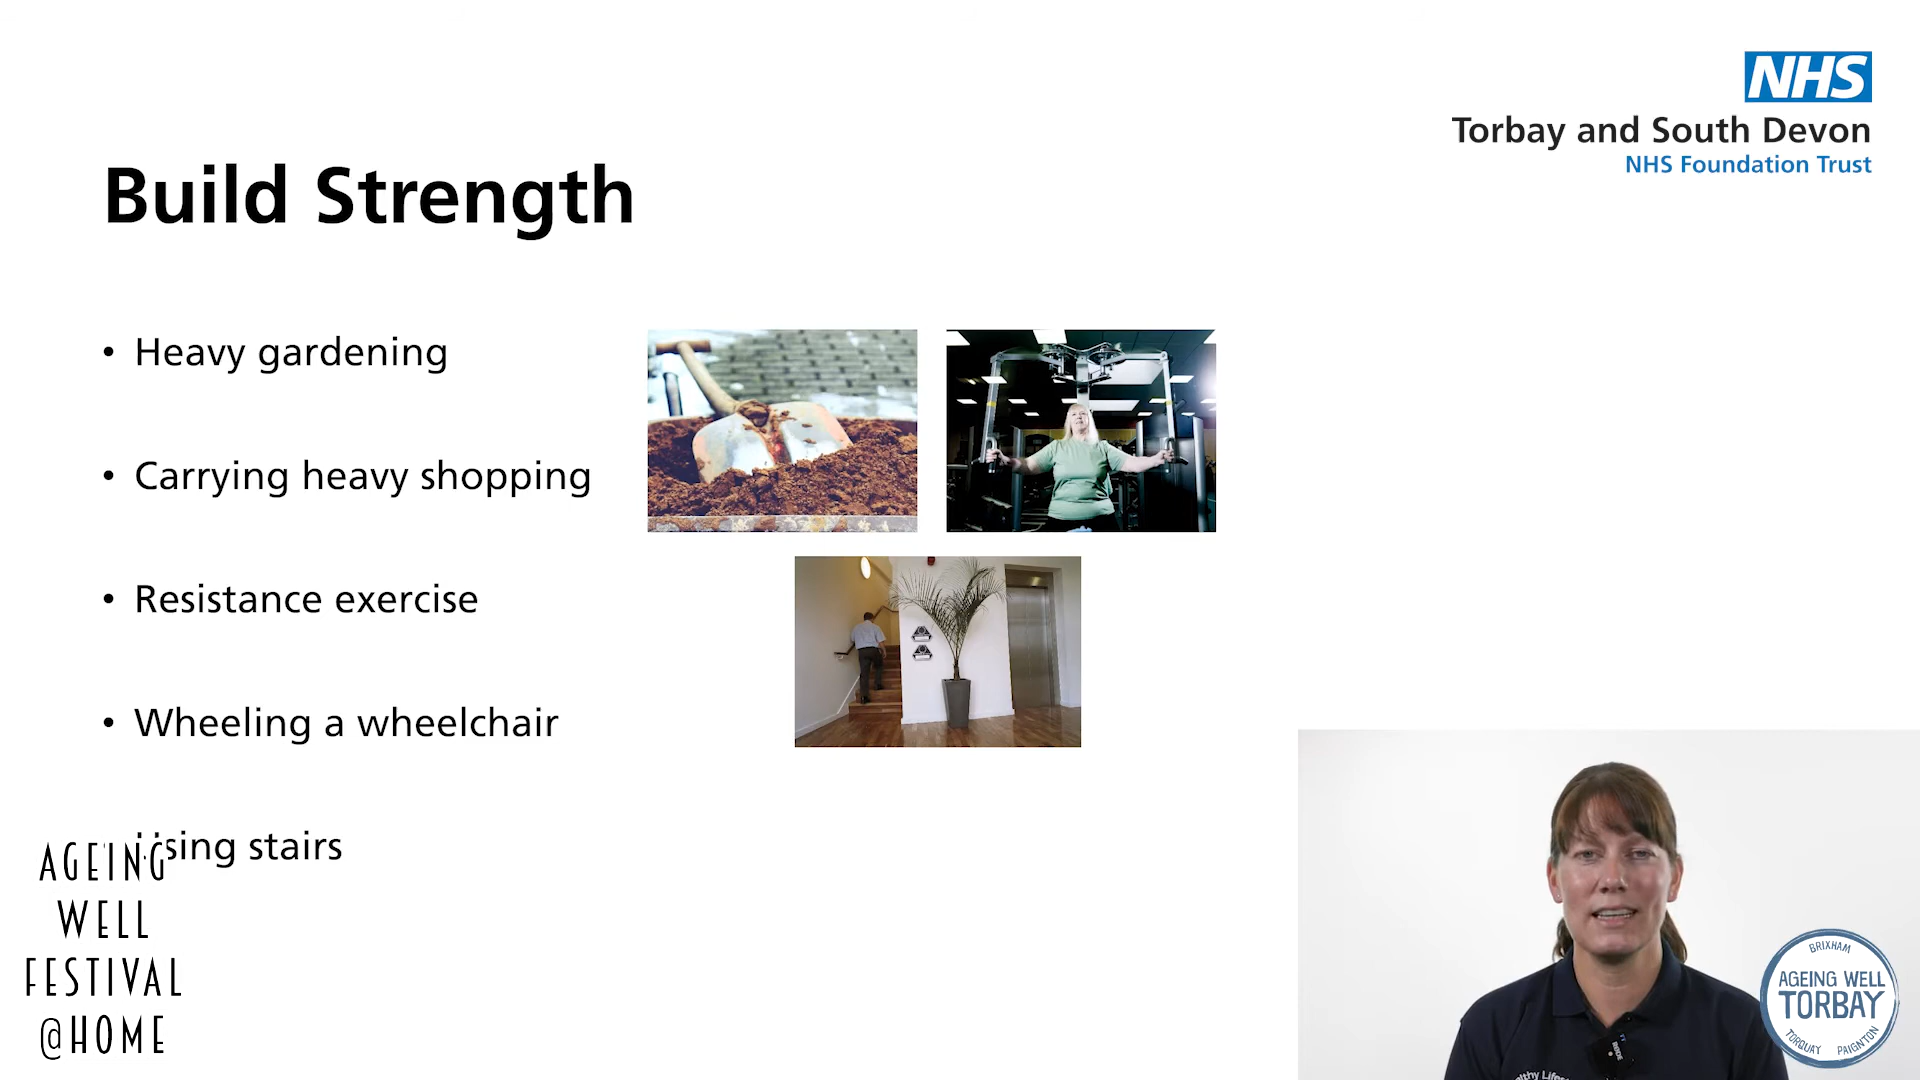 NHS
Torbay and South Devon
NHS Foundation Trust
Build Strength
• Heavy gardening
• Carrying heavy shopping
• Resistance exercise
• Wheeling a wheelchair
Using stairs
AGEING
WELL
FESTIVAL
@HOME
BRIXHAM
AGEING WELL
TORBAY
TORQUAY PAIGNTON